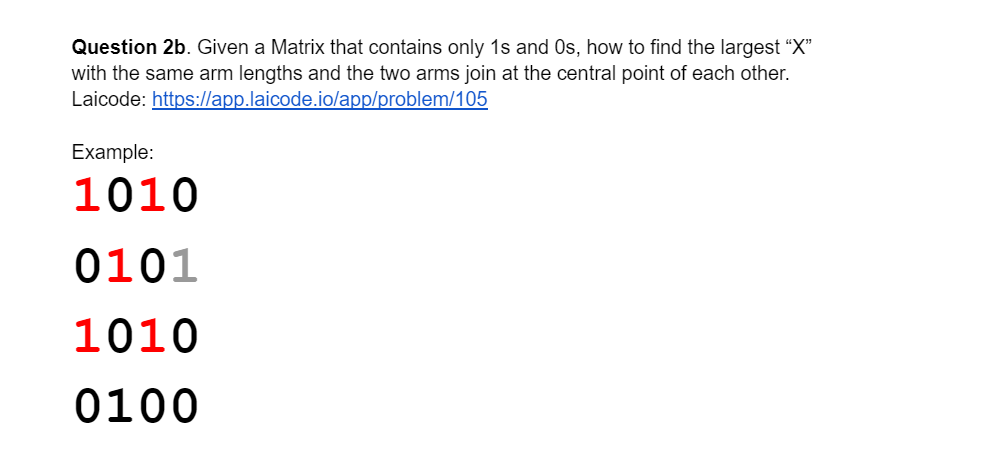 Question 2b. Given a Matrix that contains only 1s and 0s, how to find the largest “X”
with the same arm lengths and the two arms join at the central point of each other.
Laicode: https://app.laicode.io/app/problem/105
Example:
1010
0101
1010
0100